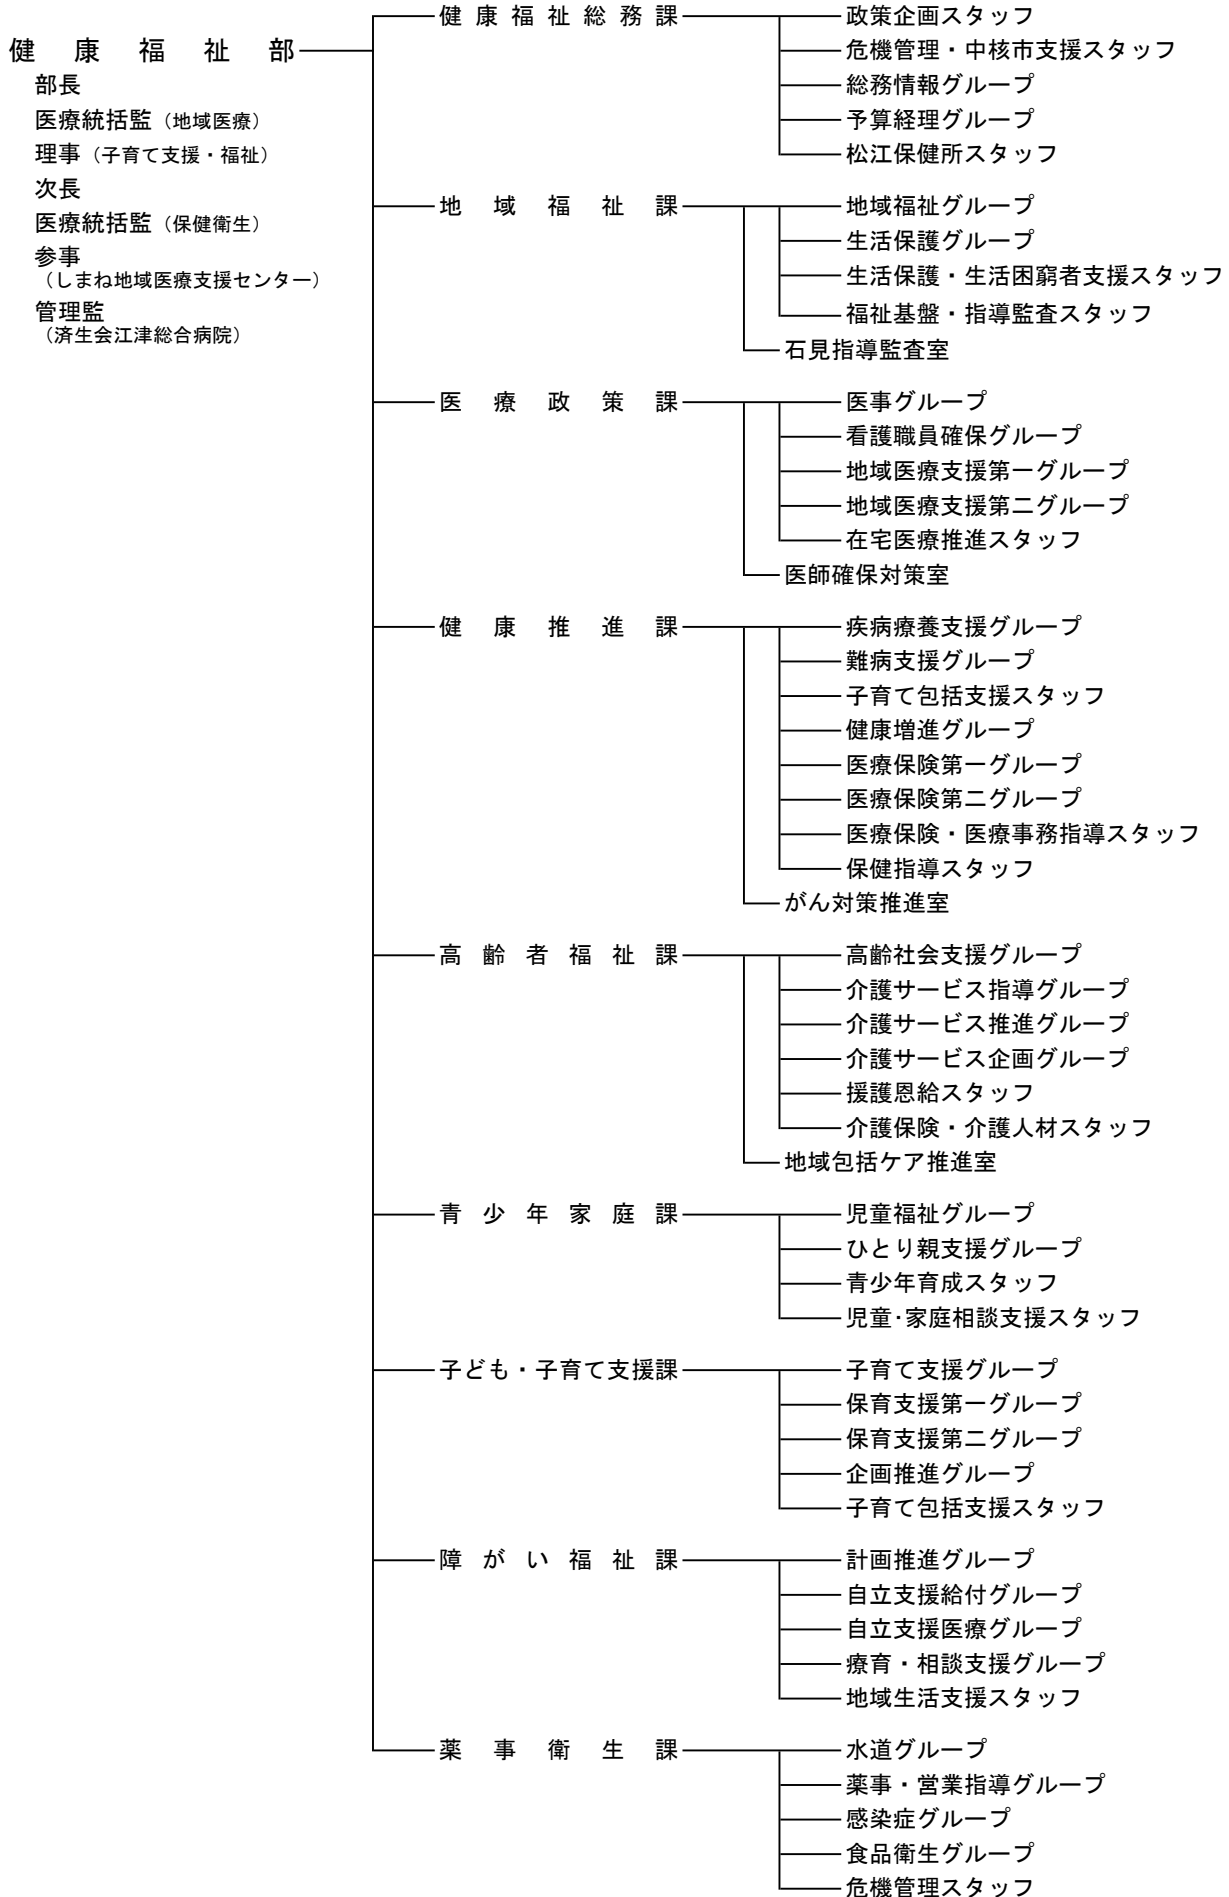 健康福祉部
部長
医療統括監（地域医療）
理事（子育て支援・福祉）
次長
医療統括監（保健衛生）
参事
（しまね地域医療支援センター）
管理監
（済生会江津総合病院）
健康福祉総務課
政策企画スタッフ
危機管理・中核市支援スタッフ
総務情報グループ
予算経理グループ
松江保健所スタッフ
地域福祉課
地域福祉グループ
生活保護グループ
生活保護・生活困窮者支援スタッフ
福祉基盤・指導監査スタッフ
石見指導監査室
医療政策課
医事グループ
看護職員確保グループ
地域医療支援第一グループ
地域医療支援第二グループ
在宅医療推進スタッフ
医師確保対策室
健康推進課
疾病療養支援グループ
難病支援グループ
子育て包括支援スタッフ
健康増進グループ
医療保険第一グループ
医療保険第二グループ
医療保険・医療事務指導スタッフ
保健指導スタッフ
がん対策推進室
高齢者福祉課
高齢社会支援グループ
介護サービス指導グループ
介護サービス推進グループ
介護サービス企画グループ
援護恩給スタッフ
介護保険・介護人材スタッフ
地域包括ケア推進室
青少年家庭課
児童福祉グループ
ひとり親支援グループ
青少年育成スタッフ
児童・家庭相談支援スタッフ
子ども・子育て支援課
子育て支援グループ
保育支援第一グループ
保育支援第二グループ
企画推進グループ
子育て包括支援スタッフ
障がい福祉課
計画推進グループ
自立支援給付グループ
自立支援医療グループ
療育・相談支援グループ
地域生活支援スタッフ
薬事衛生課
水道グループ
薬事・営業指導グループ
感染症グループ
食品衛生グループ
危機管理スタッフ